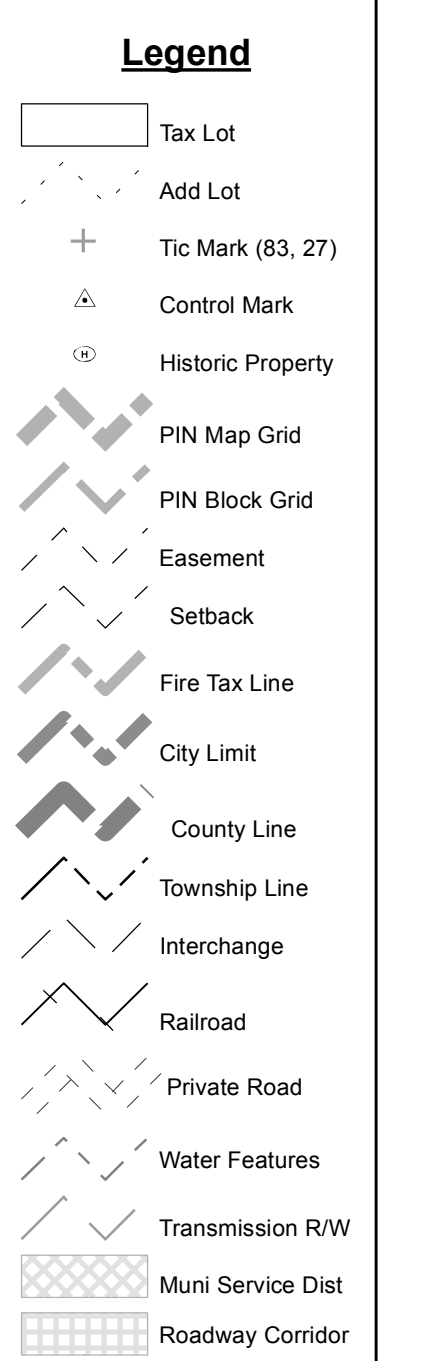 Legend
Tax Lot
Add Lot
Tic Mark (83, 27)
Control Mark
H
Historic Property
PIN Map Grid
PIN Block Grid
Easement
Setback
Fire Tax Line
City Limit
County Line
Township Line
Interchange
Railroad
Private Road
Water Features
Transmission R/W
Muni Service Dist
Roadway Corridor